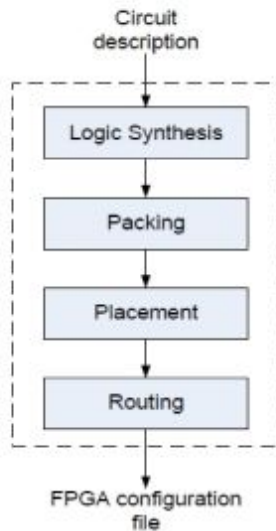 Circuit
description
Logic Synthesis
Packing
Placement
Routing
FPGA configuration
file